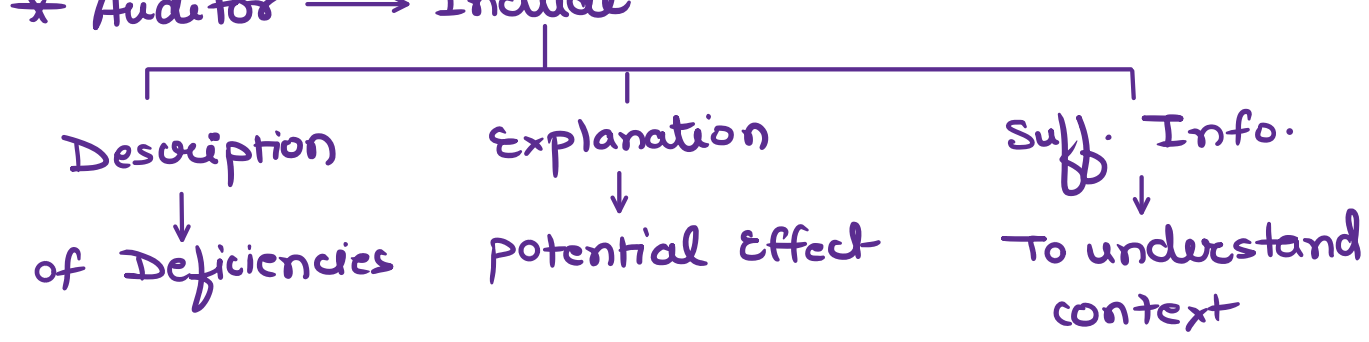 * Auditor → Include
Description Explanation Suff. Info.
of Deficiencies potential Effect To understand
context